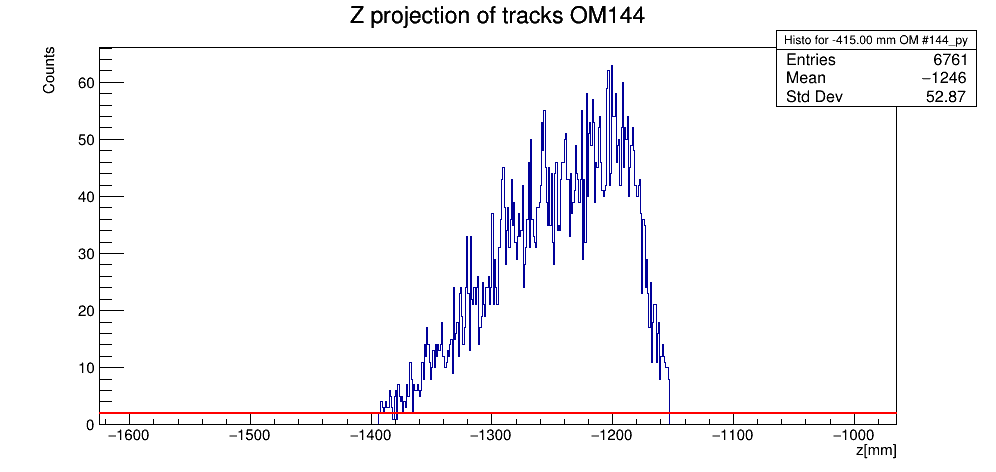 Z projection of tracks OM144
Histo for -415.00 mm OM #144_py
Entries 6761
Mean −1246
Std Dev 52.87
Counts
60
50
40
30
20
10
0
−1600 −1500 −1400 −1300 −1200 −1100 −1000
z[mm]